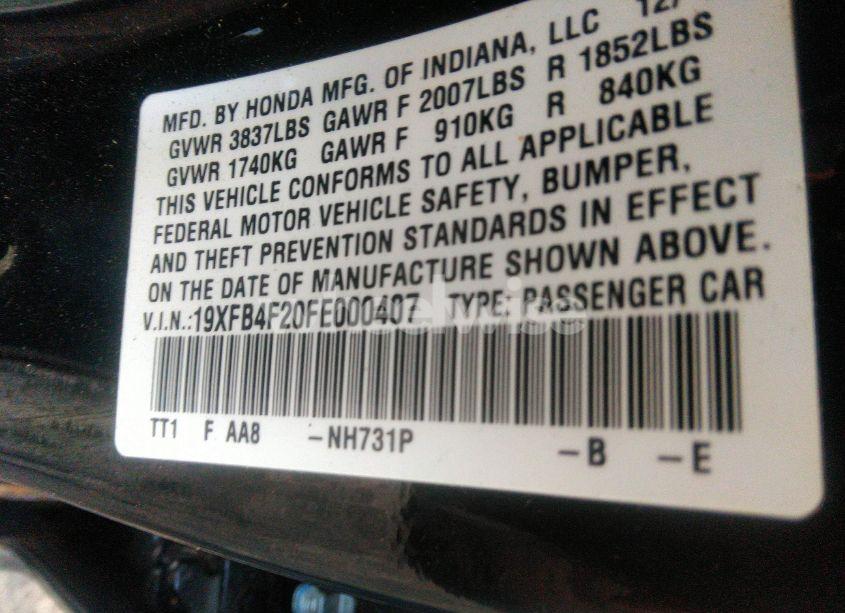 MFD. BY HONDA MFG. OF INDIANA, LLC 12/
GVWR 3837LBS GAWR F 2007LBS R 1852LBS
GVWR 1740KG GAWR F 910KG R 840KG
THIS VEHICLE CONFORMS TO ALL APPLICABLE
FEDERAL MOTOR VEHICLE SAFETY, BUMPER,
AND THEFT PREVENTION STANDARDS IN EFFECT
ON THE DATE OF MANUFACTURE SHOWN ABOVE.
V.I.N.:19XFB4F20FE000407 TYPE: PASSENGER CAR
TT1 F AA8 -NH731P -B -E